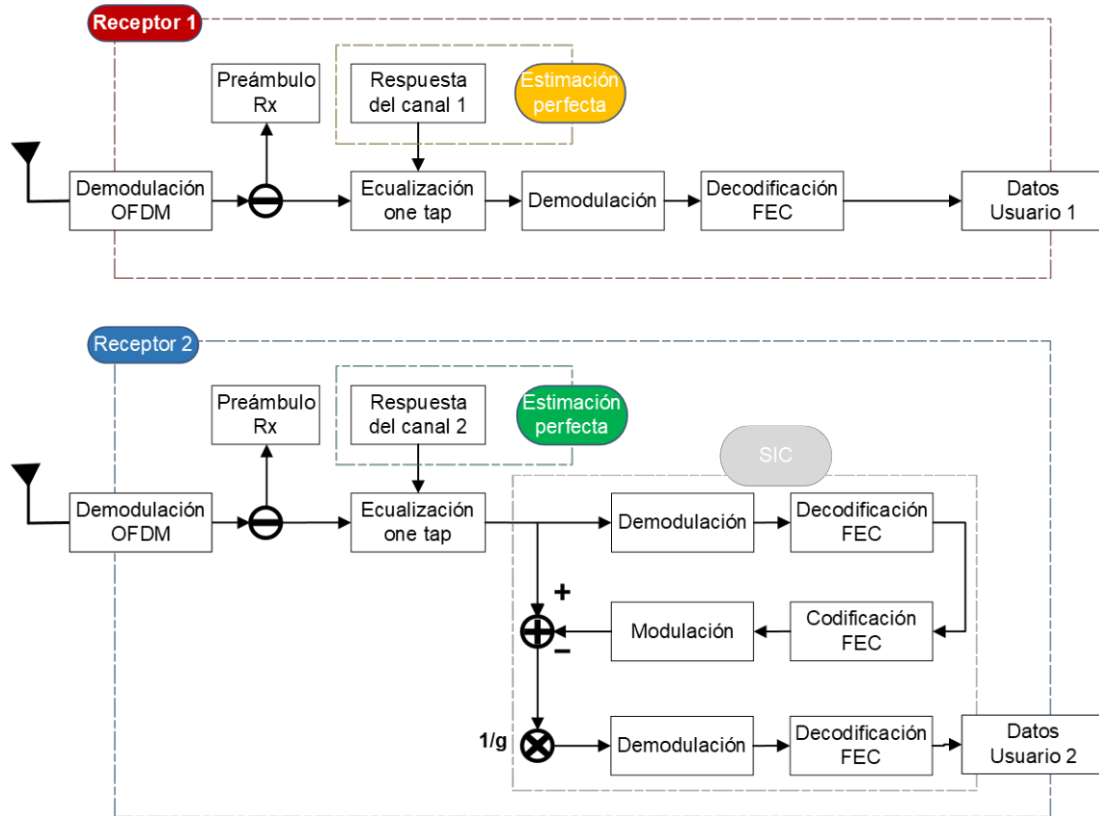 Receptor 1
Preámbulo
Rx
Respuesta
del canal 1
Estimación
perfecta
Demodulación
OFDM
Ecualización
one tap
Demodulación
Decodificación
FEC
Datos
Usuario 1
Receptor 2
Preámbulo
Rx
Respuesta
del canal 2
Estimación
perfecta
SIC
Demodulación
OFDM
Ecualización
one tap
Demodulación
Decodificación
FEC
+
−
Modulación
Codificación
FEC
1/g
Demodulación
Decodificación
FEC
Datos
Usuario 2